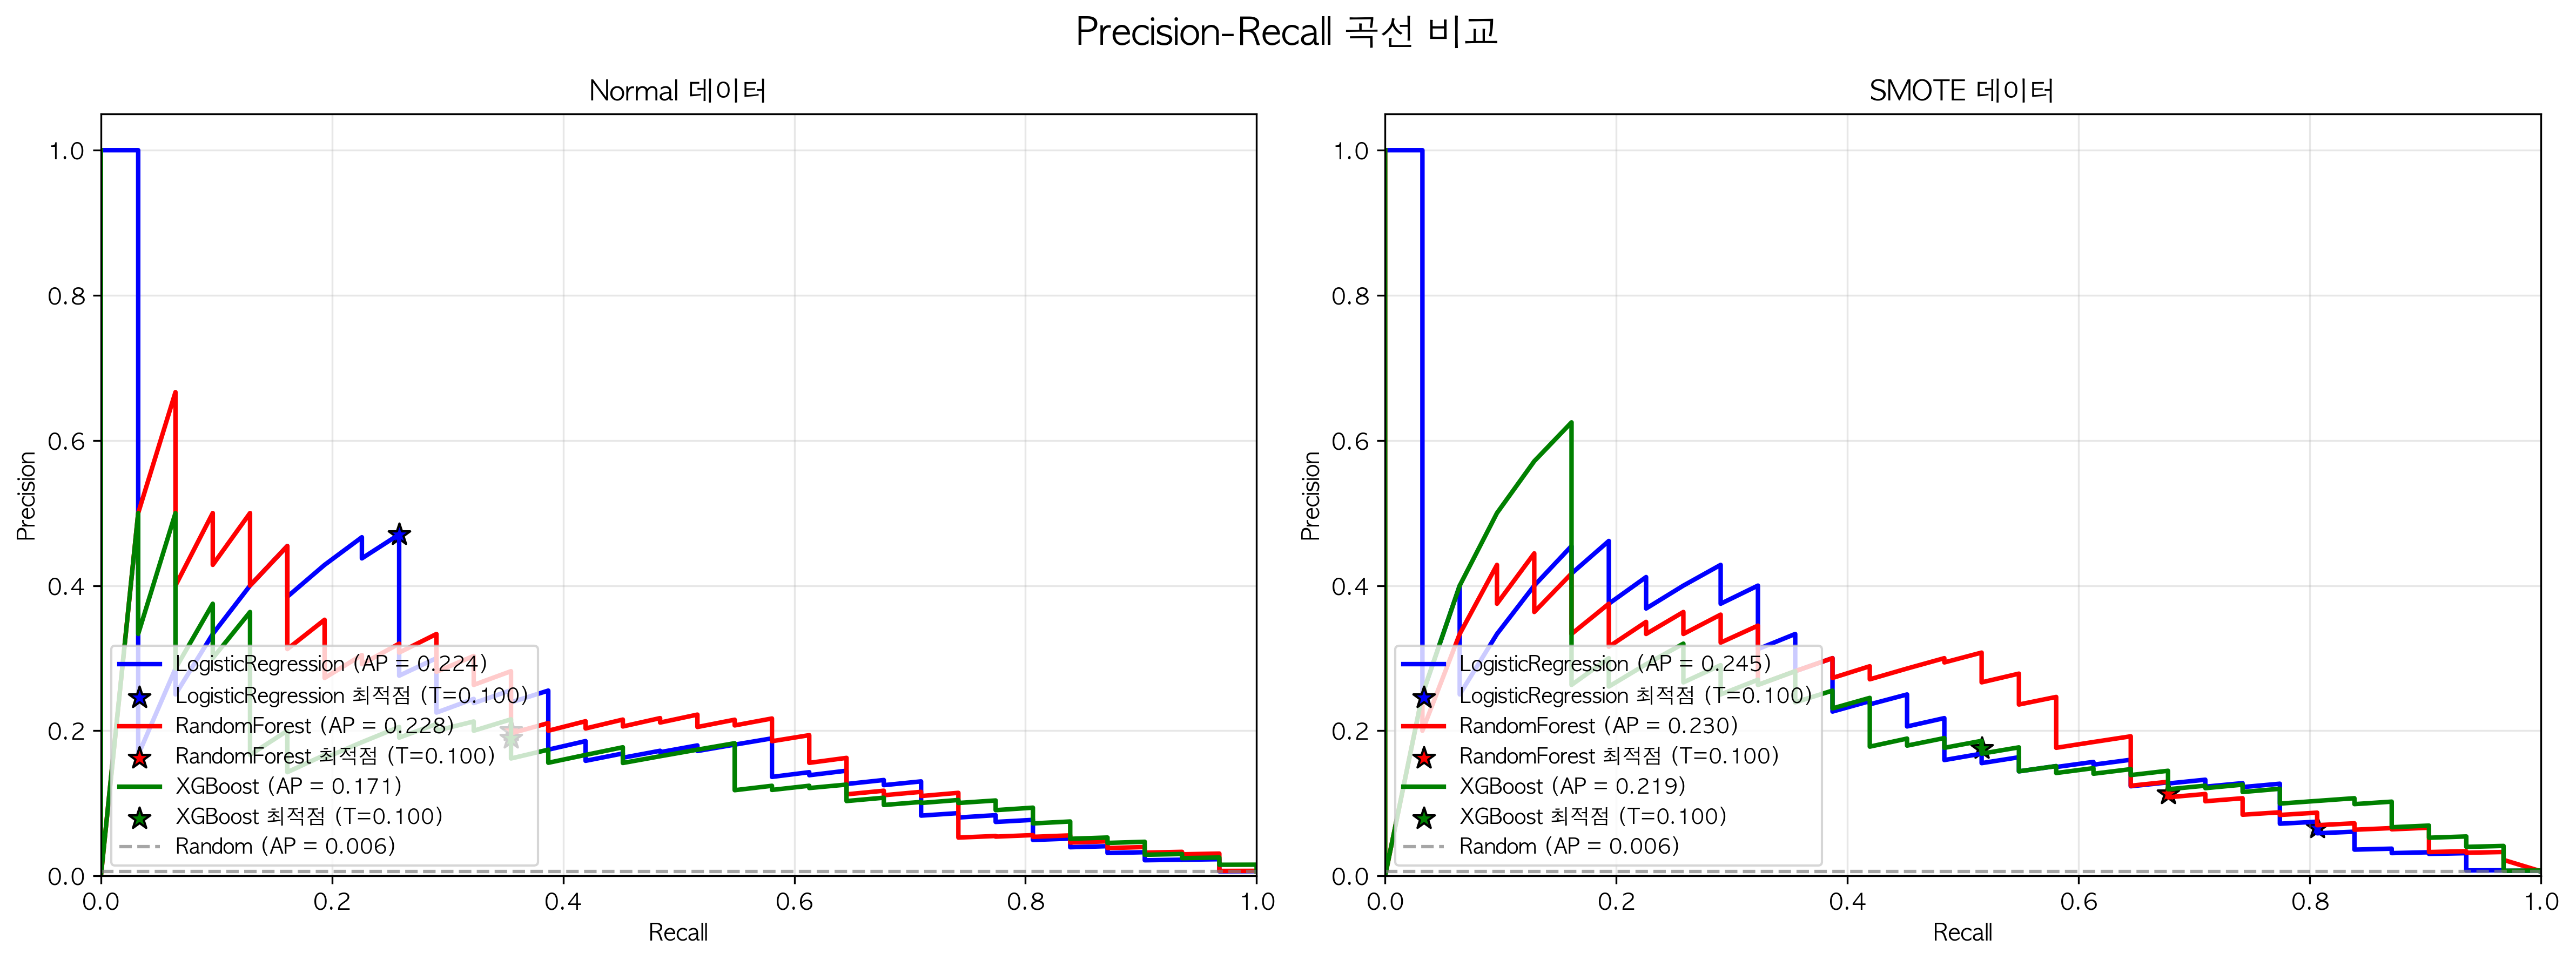 Precision-Recall 곡선 비교
Normal 데이터
Precision
1.0
0.8
0.6
0.4
0.2
0.0
LogisticRegression (AP = 0.224)
LogisticRegression 최적점 (T=0.100)
RandomForest (AP = 0.228)
RandomForest 최적점 (T=0.100)
XGBoost (AP = 0.171)
XGBoost 최적점 (T=0.100)
Random (AP = 0.006)
0.0 0.2 0.4 0.6 0.8 1.0
Recall
SMOTE 데이터
Precision
1.0
0.8
0.6
0.4
0.2
0.0
LogisticRegression (AP = 0.245)
LogisticRegression 최적점 (T=0.100)
RandomForest (AP = 0.230)
RandomForest 최적점 (T=0.100)
XGBoost (AP = 0.219)
XGBoost 최적점 (T=0.100)
Random (AP = 0.006)
0.0 0.2 0.4 0.6 0.8 1.0
Recall